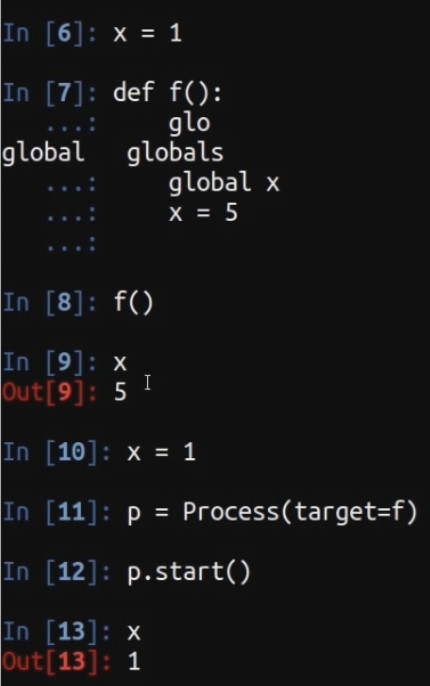 In [6]: x = 1
In [7]: def f():
   ...:     glo
global   globals
   ...:     global x
   ...:     x = 5
   ...:
In [8]: f()
In [9]: x
Out[9]: 5
In [10]: x = 1
In [11]: p = Process(target=f)
In [12]: p.start()
In [13]: x
Out[13]: 1